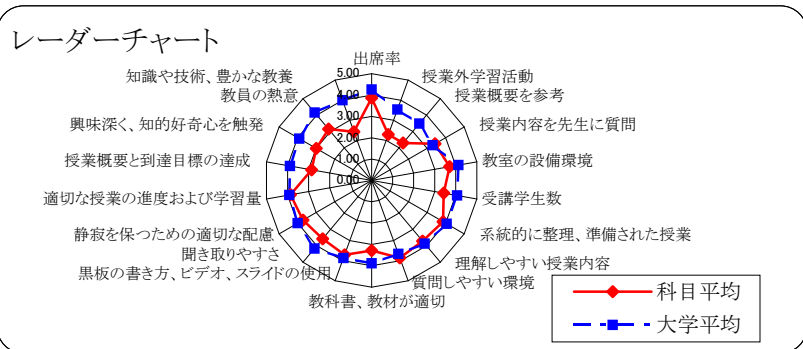 レーダーチャート
出席率
授業外学習活動
授業概要を参考
授業内容を先生に質問
教室の設備環境
受講学生数
系統的に整理、準備された授業
理解しやすい授業内容
質問しやすい環境
教科書、教材が適切
黒板の書き方、ビデオ、スライドの使用
聞き取りやすさ
静寂を保つための適切な配慮
適切な授業の進度および学習量
授業概要と到達目標の達成
興味深く、知的好奇心を触発
教員の熱意
知識や技術、豊かな教養
5.00
4.00
3.00
2.00
1.00
0.00
科目平均
大学平均